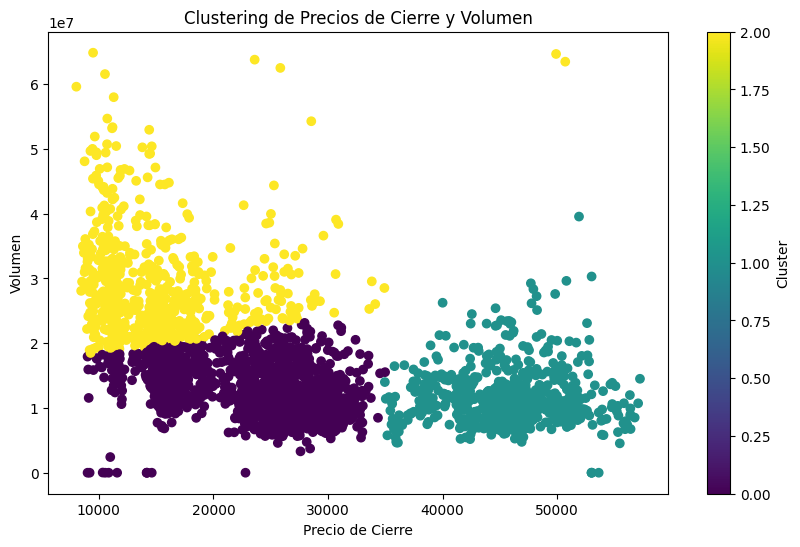 Clustering de Precios de Cierre y Volumen
1e7
6
5
4
3
2
1
0
Volumen
10000 20000 30000 40000 50000
Precio de Cierre
2.00
1.75
1.50
1.25
1.00
0.75
0.50
0.25
0.00
Cluster